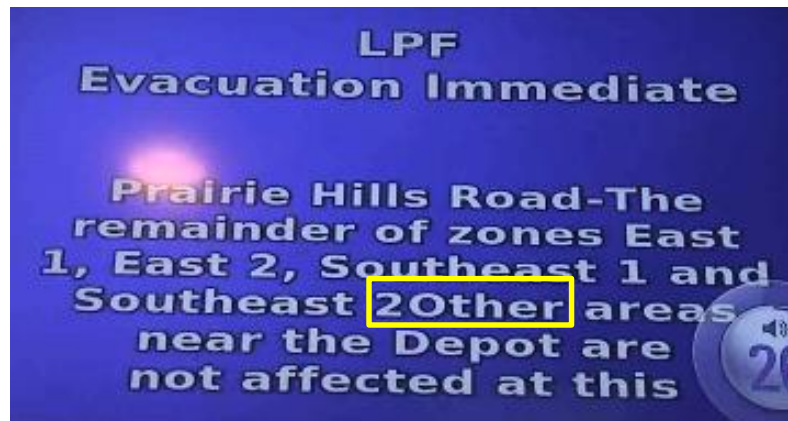 LPF
Evacuation Immediate
Prairie Hills Road-The
remainder of zones East
1, East 2, Southeast 1 and
Southeast 2Other areas
near the Depot are
not affected at this